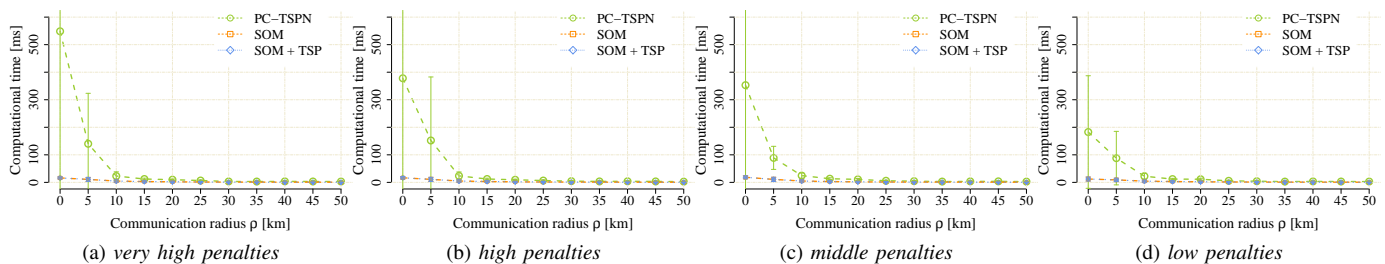 Computational time [ms]
500
300
100
0
PC−TSPN
SOM
SOM + TSP
0 5 10 15 20 25 30 35 40 45 50
Communication radius ρ [km]
(a) very high penalties
Computational time [ms]
500
300
100
0
PC−TSPN
SOM
SOM + TSP
0 5 10 15 20 25 30 35 40 45 50
Communication radius ρ [km]
(b) high penalties
Computational time [ms]
500
300
100
0
PC−TSPN
SOM
SOM + TSP
0 5 10 15 20 25 30 35 40 45 50
Communication radius ρ [km]
(c) middle penalties
Computational time [ms]
500
300
100
0
PC−TSPN
SOM
SOM + TSP
0 5 10 15 20 25 30 35 40 45 50
Communication radius ρ [km]
(d) low penalties